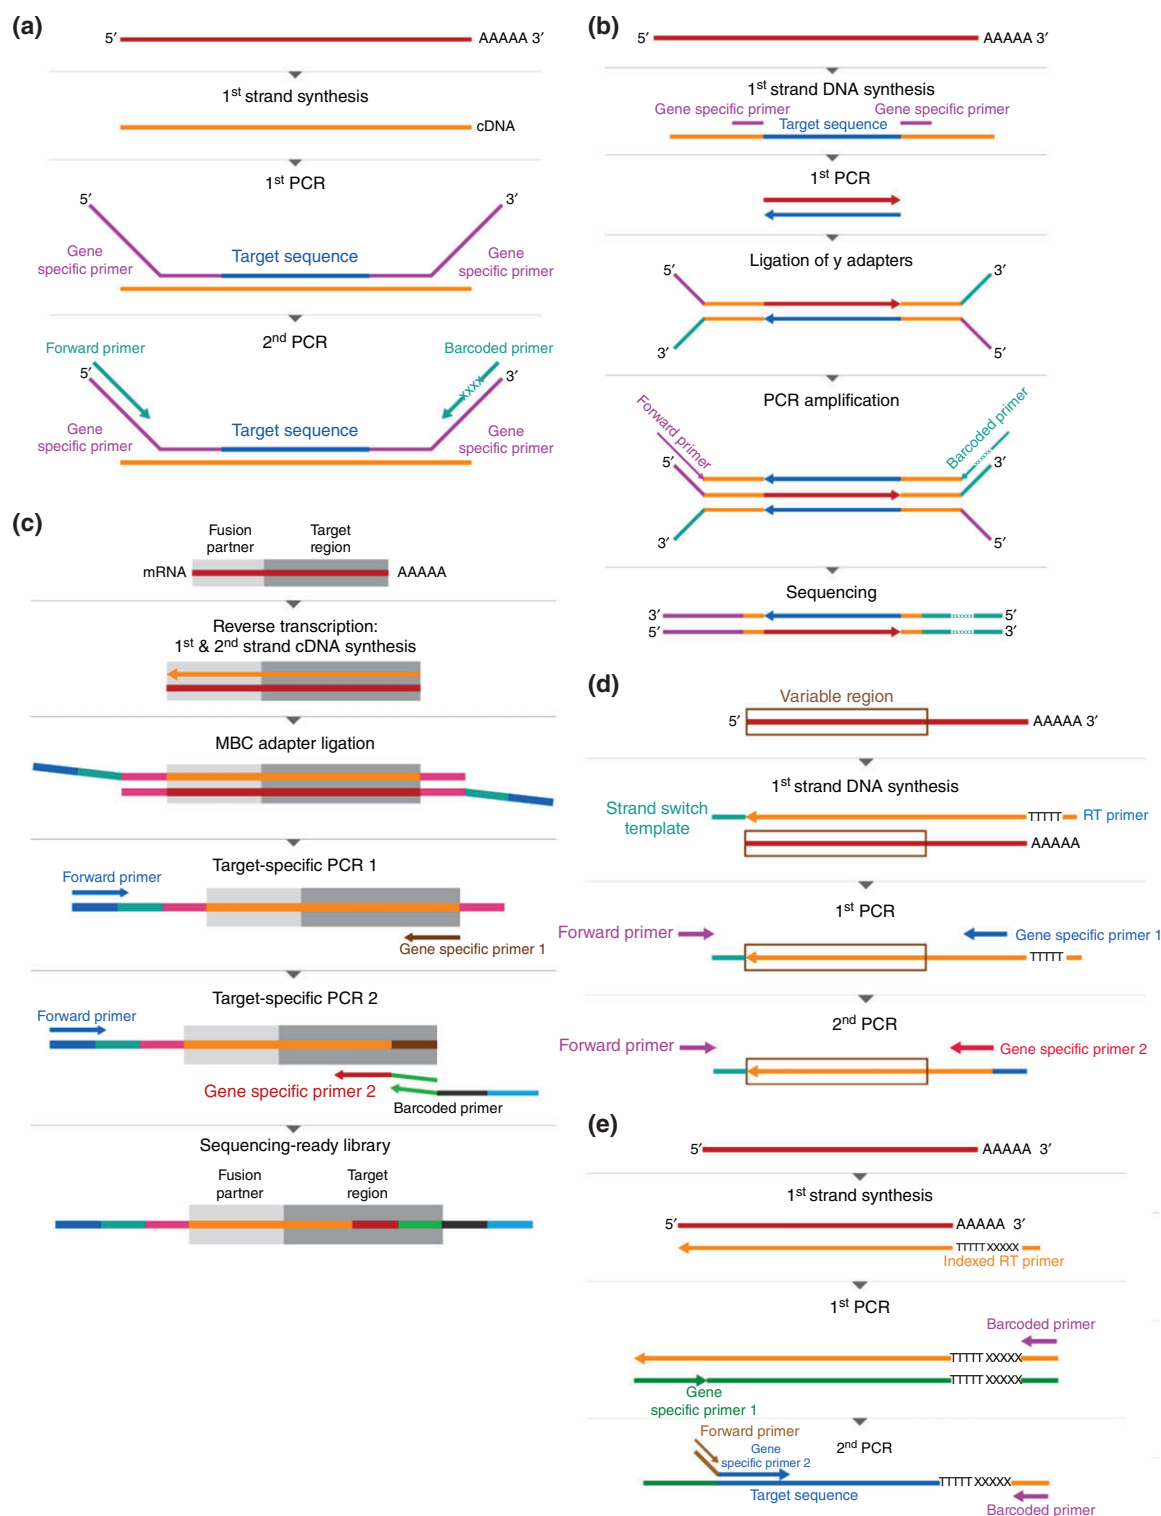 (a)
5′
AAAAA 3′
1st strand synthesis
cDNA
1st PCR
5′
3′
Gene
specific primer
Target sequence
Gene
specific primer
2nd PCR
Forward primer
Barcoded primer
5′
xxxx
3′
Gene
specific primer
Target sequence
Gene
specific primer
(b)
5′
AAAAA 3′
1st strand DNA synthesis
Gene specific primer
Gene specific primer
Target sequence
1st PCR
Ligation of y adapters
5′
3′
3′
5′
PCR amplification
Forward primer
Barcoded primer
xxxxxx
5′
3′
3′
5′
Sequencing
3′
xxxxxx
5′
5′
xxxxxx
3′
(c)
Fusion
partner
Target
region
mRNA
AAAAA
Reverse transcription:
1st & 2nd strand cDNA synthesis
MBC adapter ligation
Target-specific PCR 1
Forward primer
Gene specific primer 1
Target-specific PCR 2
Forward primer
Gene specific primer 2
Barcoded primer
Sequencing-ready library
Fusion
partner
Target
region
(d)
Variable region
5′
AAAAA 3′
1st strand DNA synthesis
Strand switch
template
TTTTT
RT primer
AAAAA
1st PCR
Forward primer
Gene specific primer 1
TTTTT
2nd PCR
Forward primer
Gene specific primer 2
(e)
5′
AAAAA 3′
1st strand synthesis
5′
AAAAA 3′
TTTTT XXXXX
Indexed RT primer
1st PCR
Barcoded primer
TTTTT XXXXX
TTTTT XXXXX
Gene
specific primer 1
2nd PCR
Forward primer
Gene
specific primer 2
TTTTT XXXXX
Target sequence
Barcoded primer